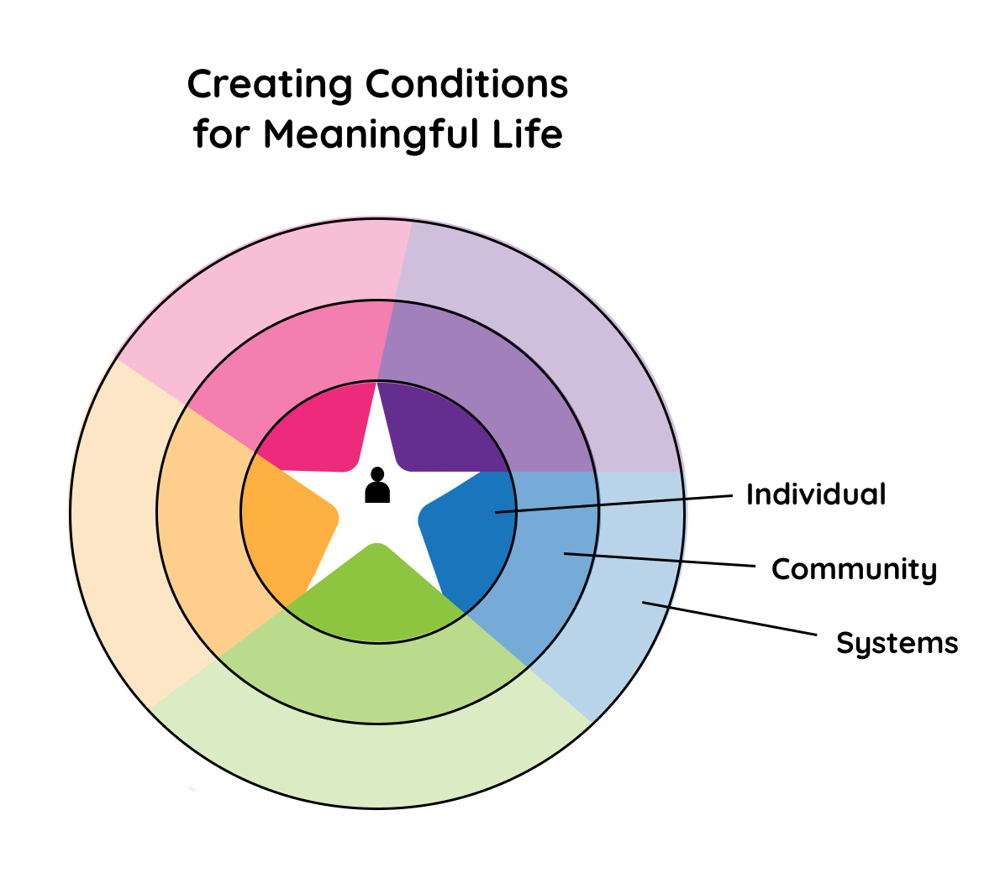 Creating Conditions
for Meaningful Life
Individual
Community
Systems